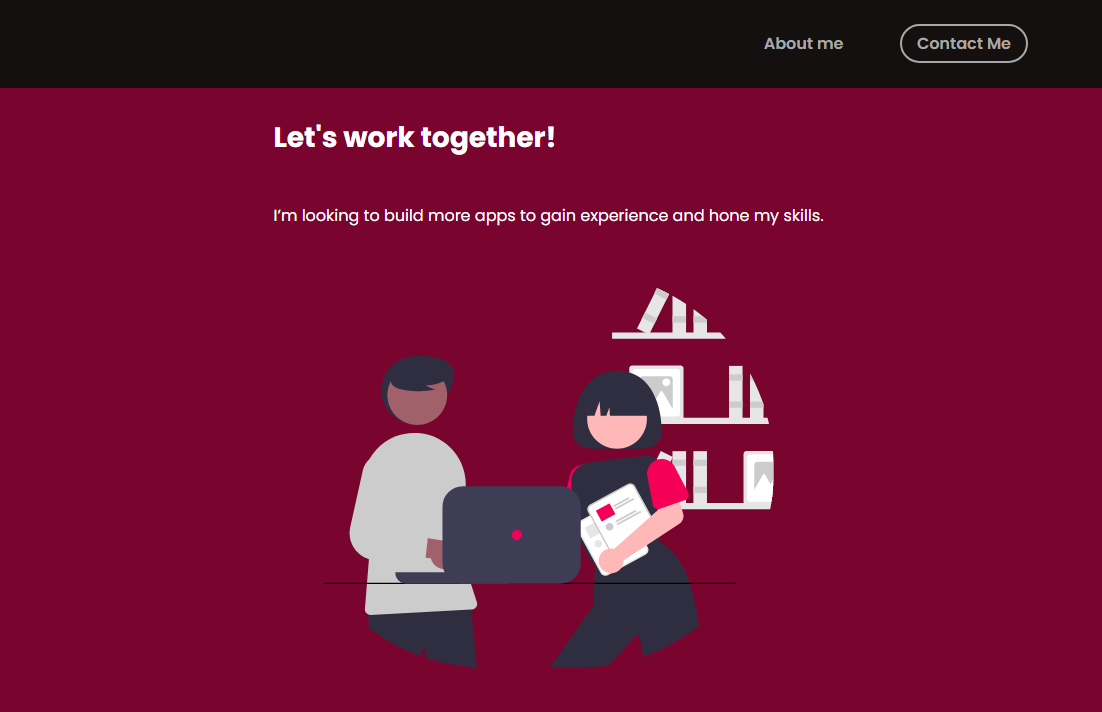 About me
Contact Me
Let's work together!
I’m looking to build more apps to gain experience and hone my skills.